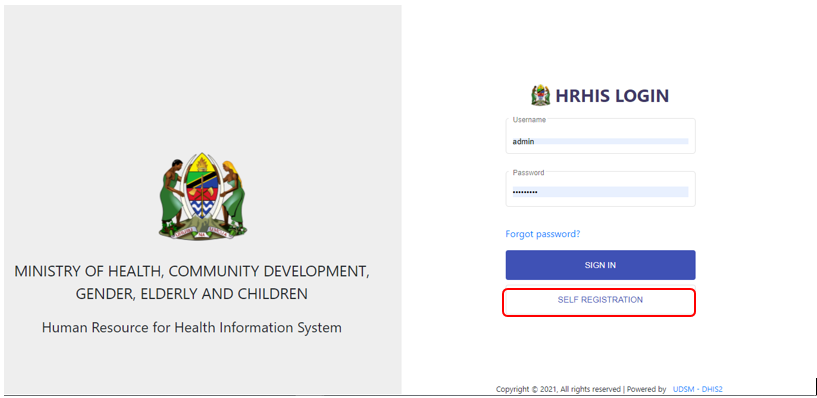 MINISTRY OF HEALTH, COMMUNITY DEVELOPMENT,
GENDER, ELDERLY AND CHILDREN
Human Resource for Health Information System
HRHIS LOGIN
Username
admin
Password
•••••••••
Forgot password?
SIGN IN
SELF REGISTRATION
Copyright © 2021, All rights reserved | Powered by UDSM - DHIS2